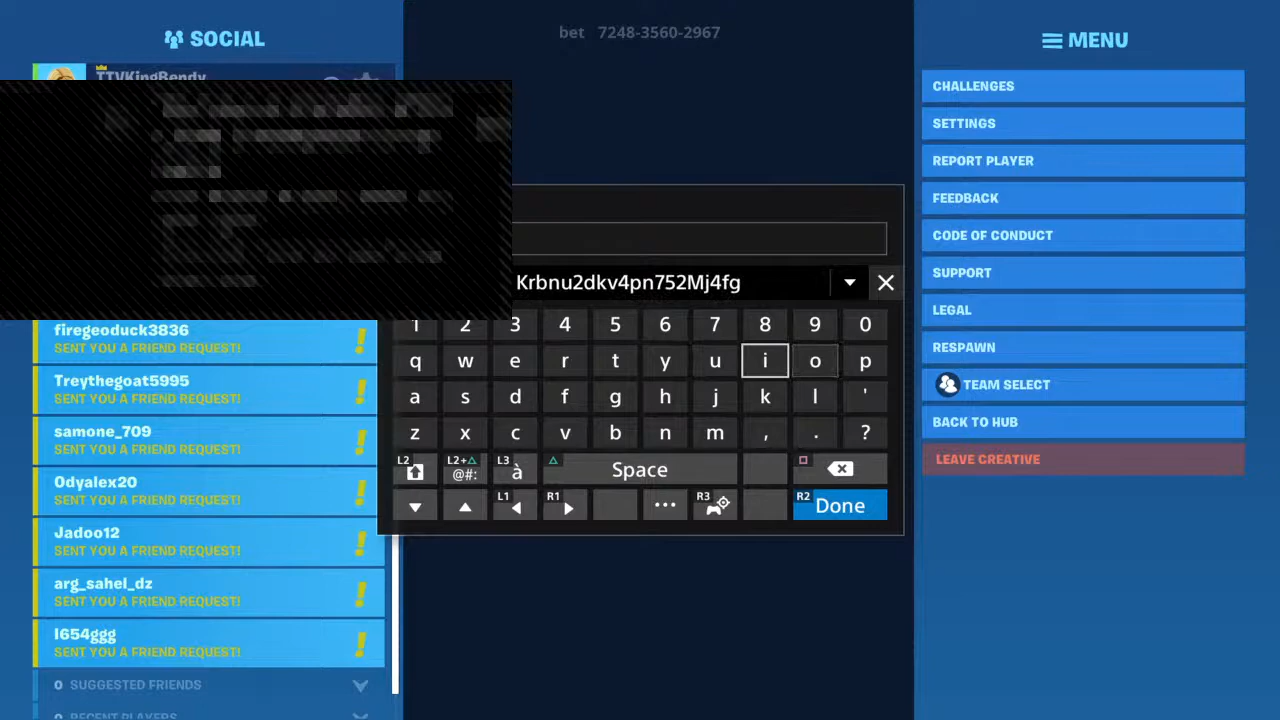 SOCIAL
bet 7248-3560-2967
MENU
TTVKingBendy
CHALLENGES
SETTINGS
REPORT PLAYER
FEEDBACK
CODE OF CONDUCT
SUPPORT
LEGAL
RESPAWN
TEAM SELECT
BACK TO HUB
LEAVE CREATIVE
Krbnu2dkv4pn752Mj4fg
1 2 3 4 5 6 7 8 9 0
q w e r t y u i o p
a s d f g h j k l '
z x c v b n m , . ?
L2 L2+△ @#: L3 à △ Space
L1 R1 ... R3 R2 Done
firegeoduck3836
SENT YOU A FRIEND REQUEST!
Treythegoat5995
SENT YOU A FRIEND REQUEST!
samone_709
SENT YOU A FRIEND REQUEST!
Odyalex20
SENT YOU A FRIEND REQUEST!
Jadoo12
SENT YOU A FRIEND REQUEST!
arg_sahel_dz
SENT YOU A FRIEND REQUEST!
l654ggg
SENT YOU A FRIEND REQUEST!
0 SUGGESTED FRIENDS
0 RECENT PLAYERS